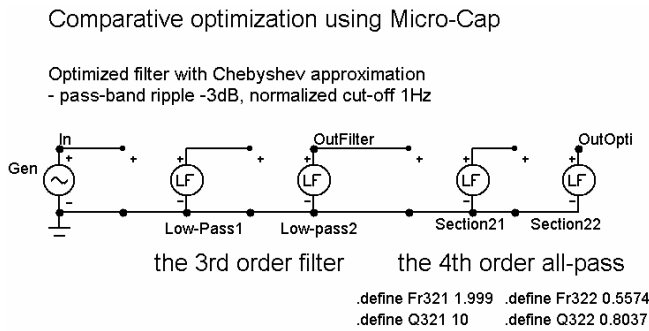 Comparative optimization using Micro-Cap
Optimized filter with Chebyshev approximation
- pass-band ripple -3dB, normalized cut-off 1Hz
In
OutFilter
OutOpti
Gen
LF
LF
LF
LF
Low-Pass1
Low-pass2
Section21
Section22
the 3rd order filter
the 4th order all-pass
.define Fr321 1.999
.define Fr322 0.5574
.define Q321 10
.define Q322 0.8037